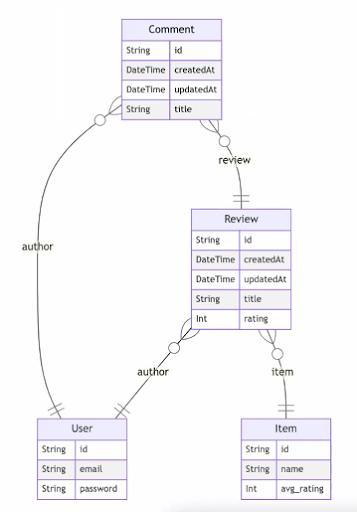 Comment
String id
DateTime createdAt
DateTime updatedAt
String title
review
Review
String id
DateTime createdAt
DateTime updatedAt
String title
Int rating
author
author
item
User
String id
String email
String password
Item
String id
String name
Int avg_rating